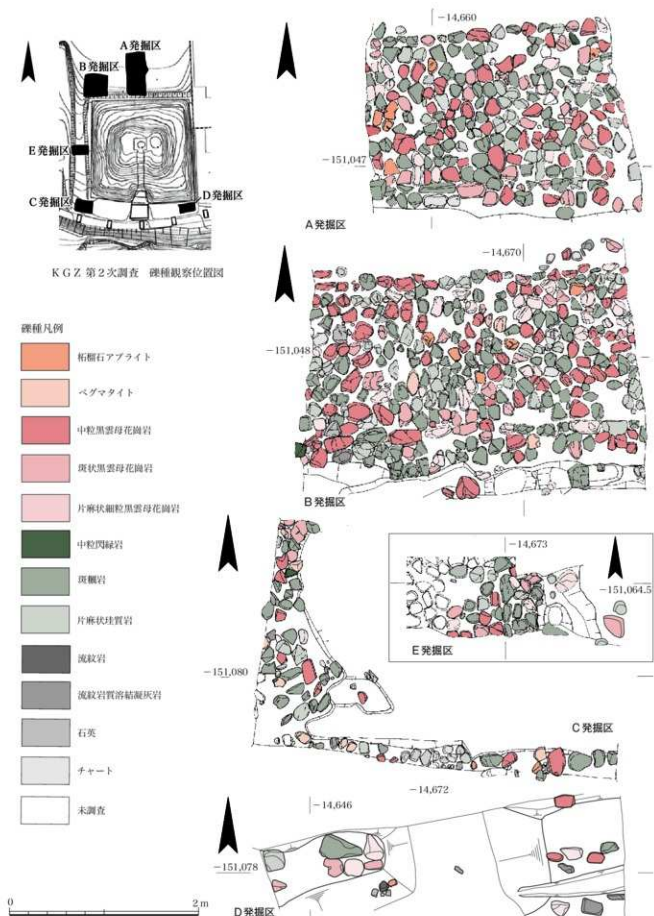 A発掘区
B発掘区
E発掘区
C発掘区
D発掘区
KGZ 第2次調査 礫種観察位置図
礫種凡例
柘榴石アプライト
ペグマタイト
中粒黒雲母花崗岩
斑状黒雲母花崗岩
片麻状細粒黒雲母花崗岩
中粒閃緑岩
斑糲岩
片麻状珪質岩
流紋岩
流紋岩質溶結凝灰岩
石英
チャート
未調査
0 2 m
−14,660
−151,047
A発掘区
−14,670
−151,048
B発掘区
−14,673
−151,064.5
E発掘区
−151,080
C発掘区
−14,672
−14,646
−151,078
D発掘区